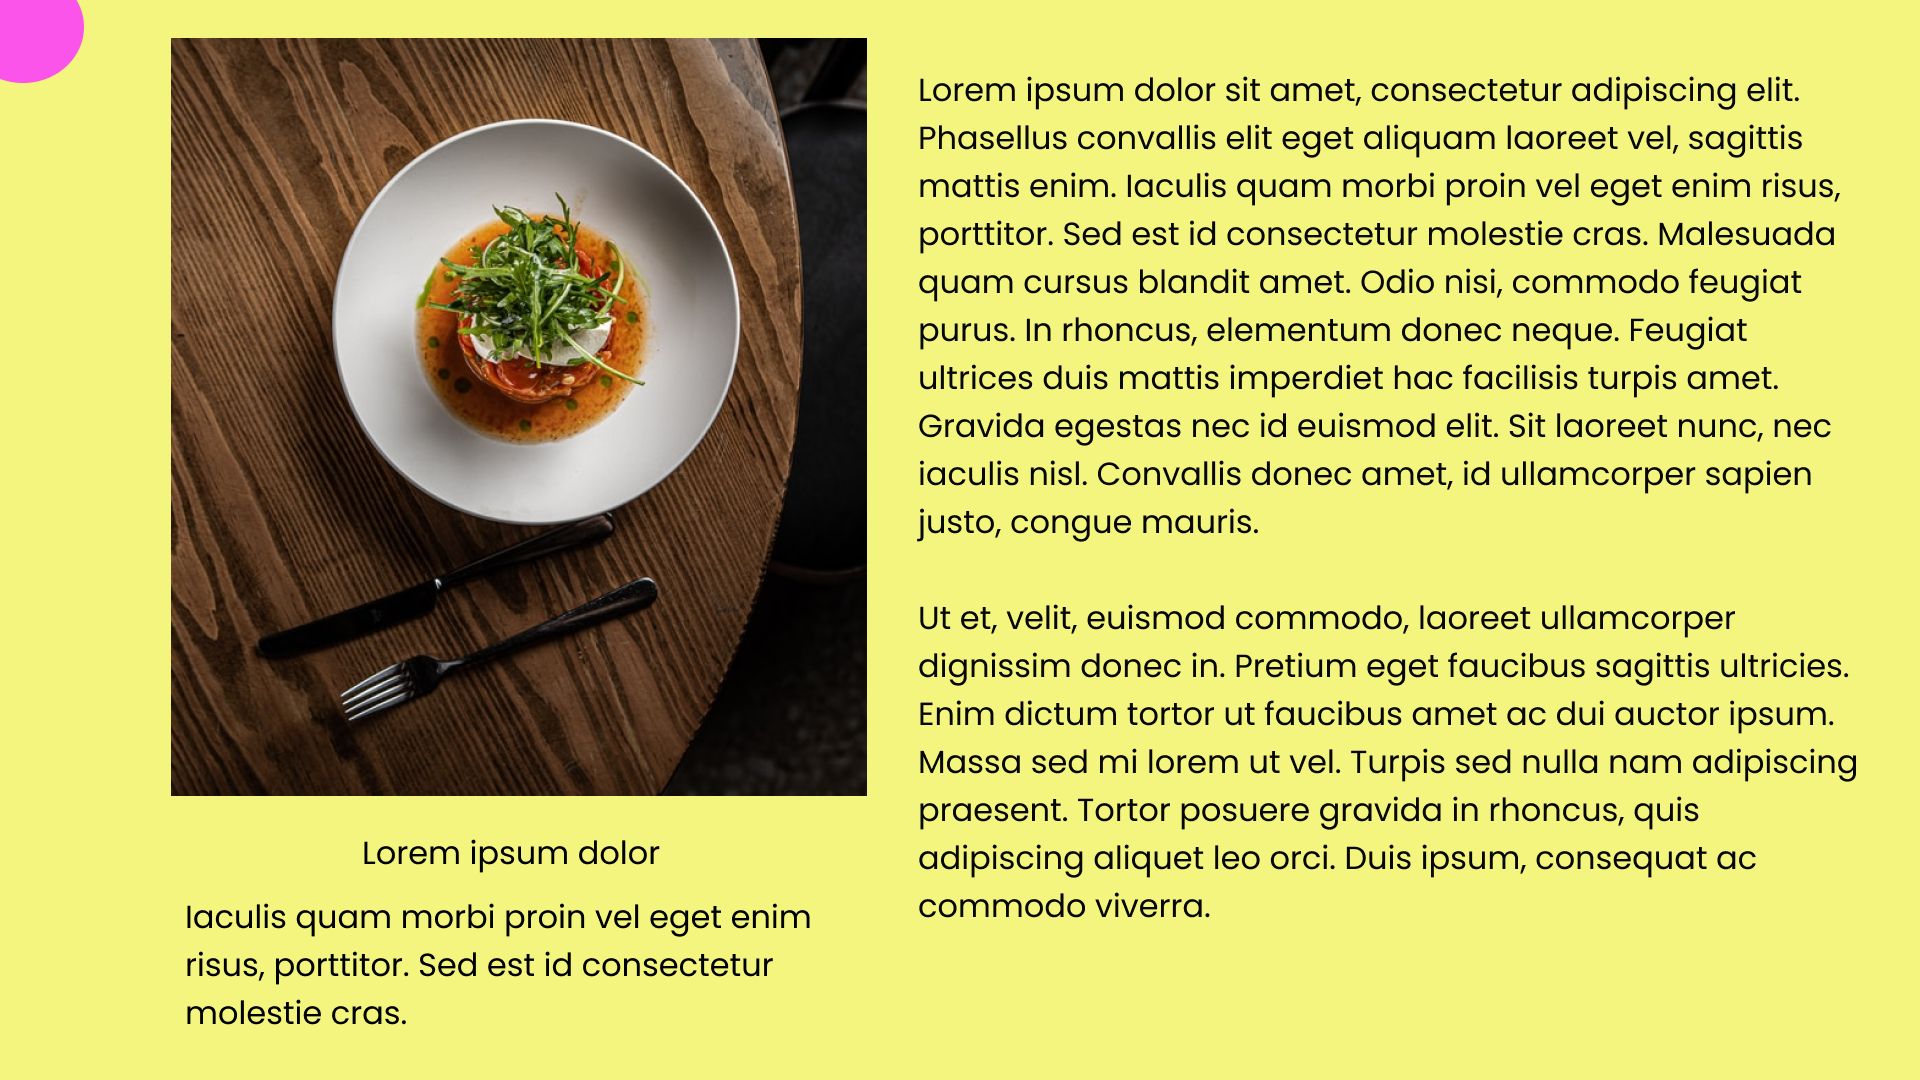 Lorem ipsum dolor sit amet, consectetur adipiscing elit.
Phasellus convallis elit eget aliquam laoreet vel, sagittis
mattis enim. Iaculis quam morbi proin vel eget enim risus,
porttitor. Sed est id consectetur molestie cras. Malesuada
quam cursus blandit amet. Odio nisi, commodo feugiat
purus. In rhoncus, elementum donec neque. Feugiat
ultrices duis mattis imperdiet hac facilisis turpis amet.
Gravida egestas nec id euismod elit. Sit laoreet nunc, nec
iaculis nisl. Convallis donec amet, id ullamcorper sapien
justo, congue mauris.
Ut et, velit, euismod commodo, laoreet ullamcorper
dignissim donec in. Pretium eget faucibus sagittis ultricies.
Enim dictum tortor ut faucibus amet ac dui auctor ipsum.
Massa sed mi lorem ut vel. Turpis sed nulla nam adipiscing
praesent. Tortor posuere gravida in rhoncus, quis
adipiscing aliquet leo orci. Duis ipsum, consequat ac
commodo viverra.
Lorem ipsum dolor
Iaculis quam morbi proin vel eget enim
risus, porttitor. Sed est id consectetur
molestie cras.